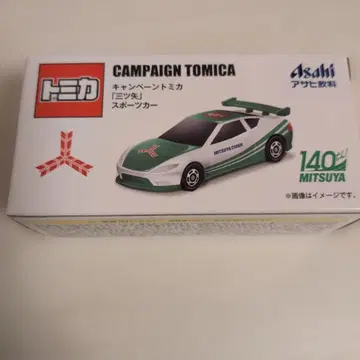 トミカ
CAMPAIGN TOMICA
キャンペーントミカ
「三ツ矢」
スポーツカー
Asahi
アサヒ飲料
MITSUYA CIDER
140
MITSUYA
※画像はイメージです。